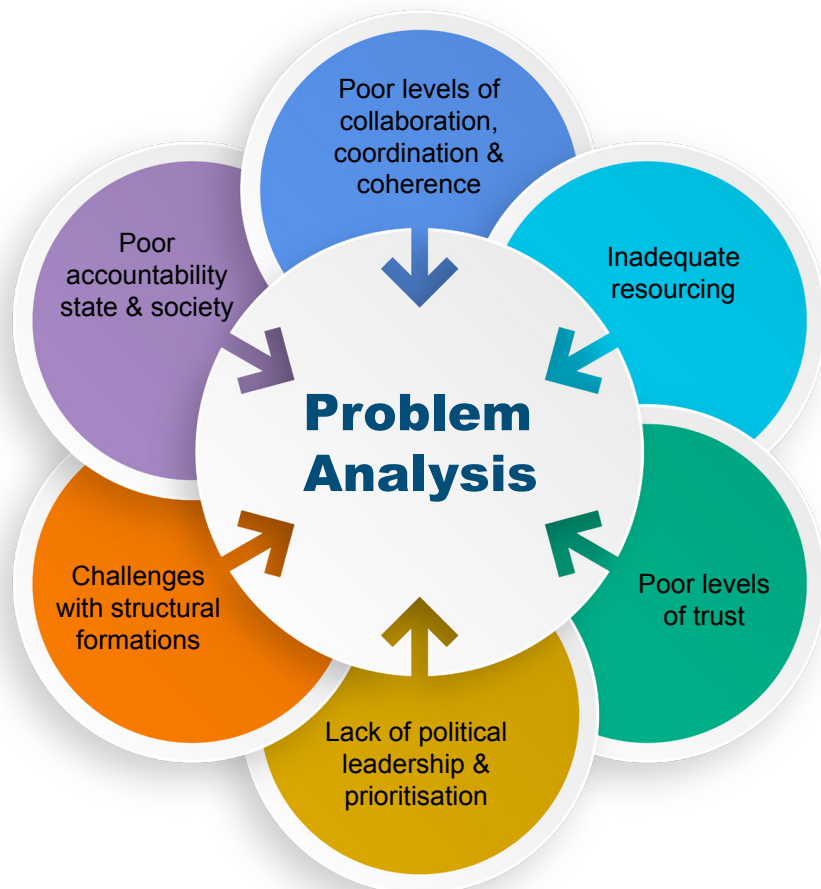 Poor levels of
collaboration,
coordination &
coherence
Inadequate
resourcing
Poor levels
of trust
Lack of political
leadership &
prioritisation
Challenges
with structural
formations
Poor
accountability
state & society
Problem
Analysis